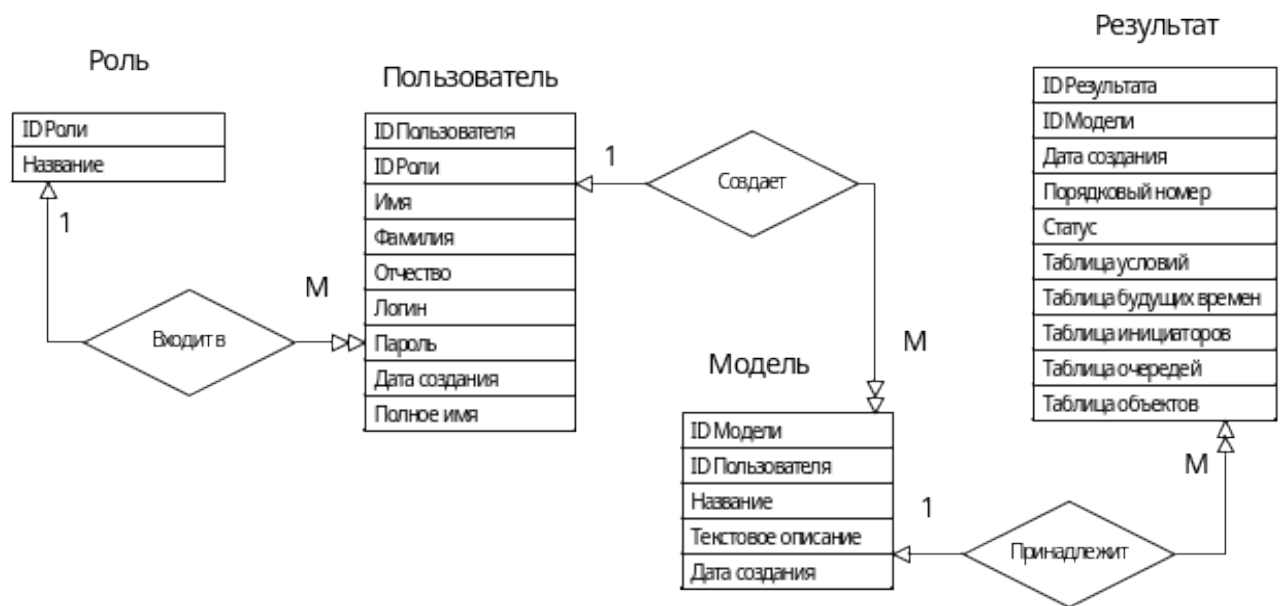 Роль
ID Роли
Название
1
Входит в
M
Пользователь
ID Пользователя
ID Роли
Имя
Фамилия
Отчество
Логин
Пароль
Дата создания
Полное имя
1
Создает
M
Модель
ID Модели
ID Пользователя
Название
Текстовое описание
Дата создания
1
Принадлежит
M
Результат
ID Результата
ID Модели
Дата создания
Порядковый номер
Статус
Таблица условий
Таблица будущих времен
Таблица инициаторов
Таблица очередей
Таблица объектов